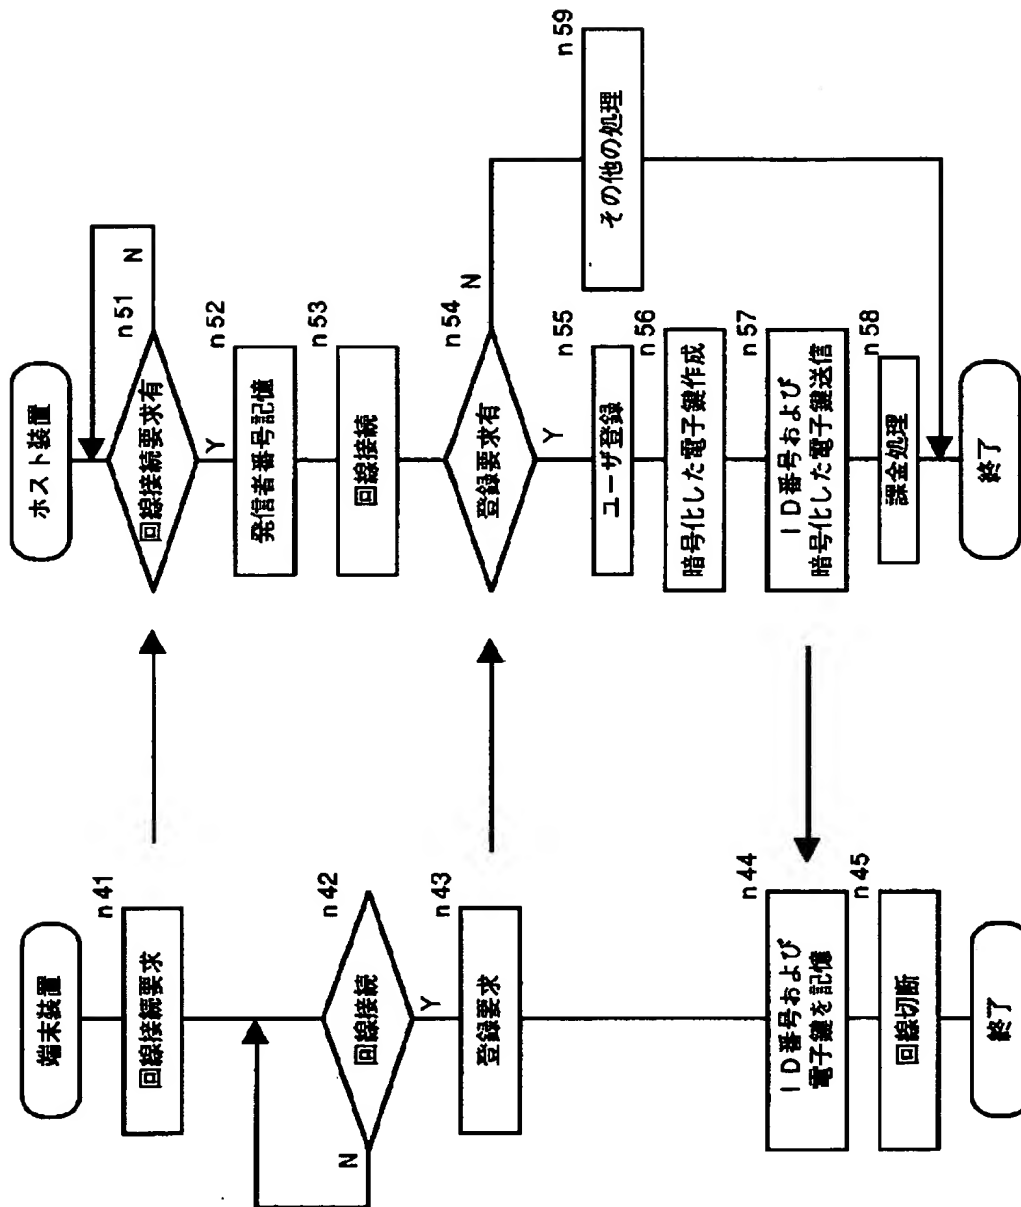 端末装置
n41
回線接続要求
n42
回線接続
N
Y
n43
登録要求
n44
ID番号および
電子鍵を記憶
n45
回線切断
終了
ホスト装置
n51
回線接続要求有
N
Y
n52
発信者番号記憶
n53
回線接続
n54
登録要求有
N
Y
n55
ユーザ登録
n56
暗号化した電子鍵作成
n57
ID番号および
暗号化した電子鍵送信
n58
課金処理
n59
その他の処理
終了